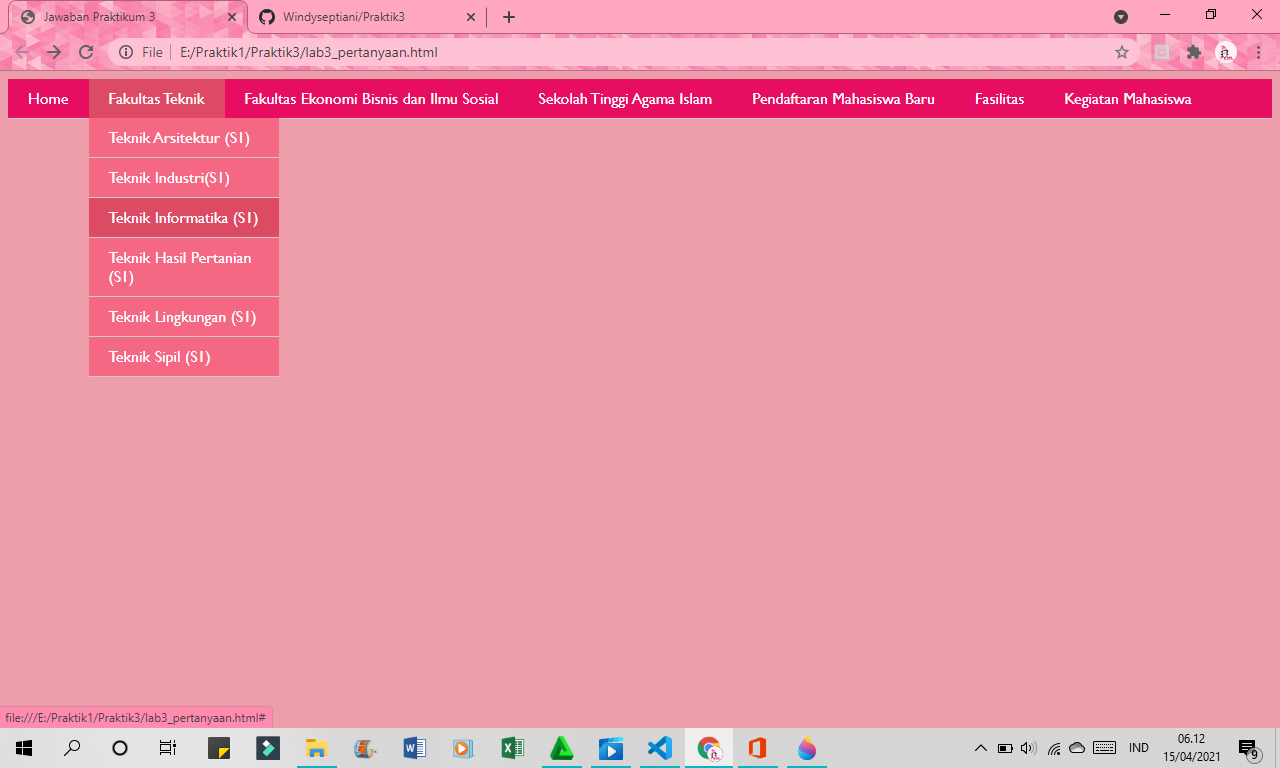 Jawaban Praktikum 3
Windyseptiani/Praktik3
File E:/Praktik1/Praktik3/lab3_pertanyaan.html
Home Fakultas Teknik Fakultas Ekonomi Bisnis dan Ilmu Sosial Sekolah Tinggi Agama Islam Pendaftaran Mahasiswa Baru Fasilitas Kegiatan Mahasiswa
Teknik Arsitektur (S1)
Teknik Industri(S1)
Teknik Informatika (S1)
Teknik Hasil Pertanian
(S1)
Teknik Lingkungan (S1)
Teknik Sipil (S1)
file:///E:/Praktik1/Praktik3/lab3_pertanyaan.html#
IND
06.12
15/04/2021
9